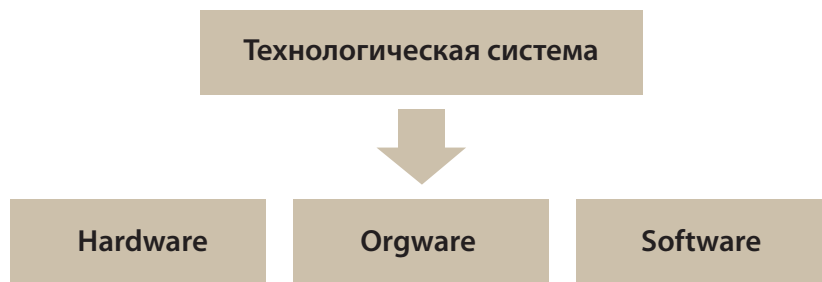 Технологическая система
Hardware
Orgware
Software